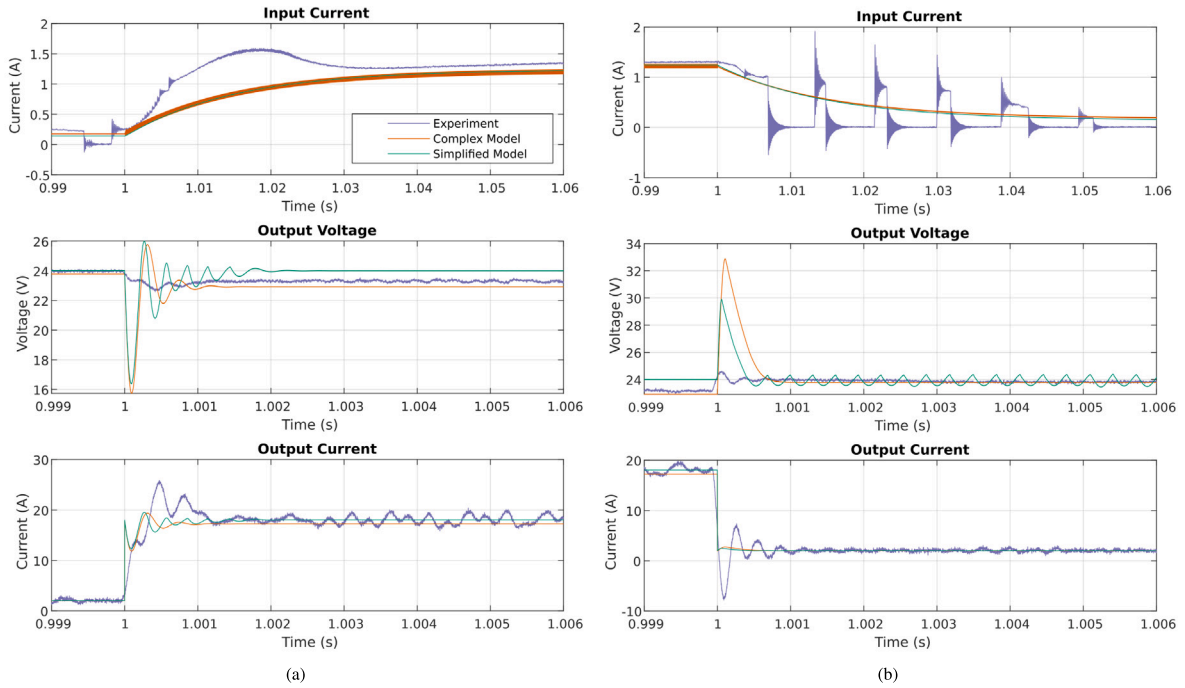 Input Current
Current (A)
2
1.5
1
0.5
0
-0.5
Experiment
Complex Model
Simplified Model
0.99 1 1.01 1.02 1.03 1.04 1.05 1.06
Time (s)
Output Voltage
Voltage (V)
26
24
22
20
18
16
0.999 1 1.001 1.002 1.003 1.004 1.005 1.006
Time (s)
Output Current
Current (A)
30
20
10
0
0.999 1 1.001 1.002 1.003 1.004 1.005 1.006
Time (s)
(a)
Input Current
Current (A)
2
1
0
-1
0.99 1 1.01 1.02 1.03 1.04 1.05 1.06
Time (s)
Output Voltage
Voltage (V)
34
32
30
28
26
24
0.999 1 1.001 1.002 1.003 1.004 1.005 1.006
Time (s)
Output Current
Current (A)
20
10
0
-10
0.999 1 1.001 1.002 1.003 1.004 1.005 1.006
Time (s)
(b)